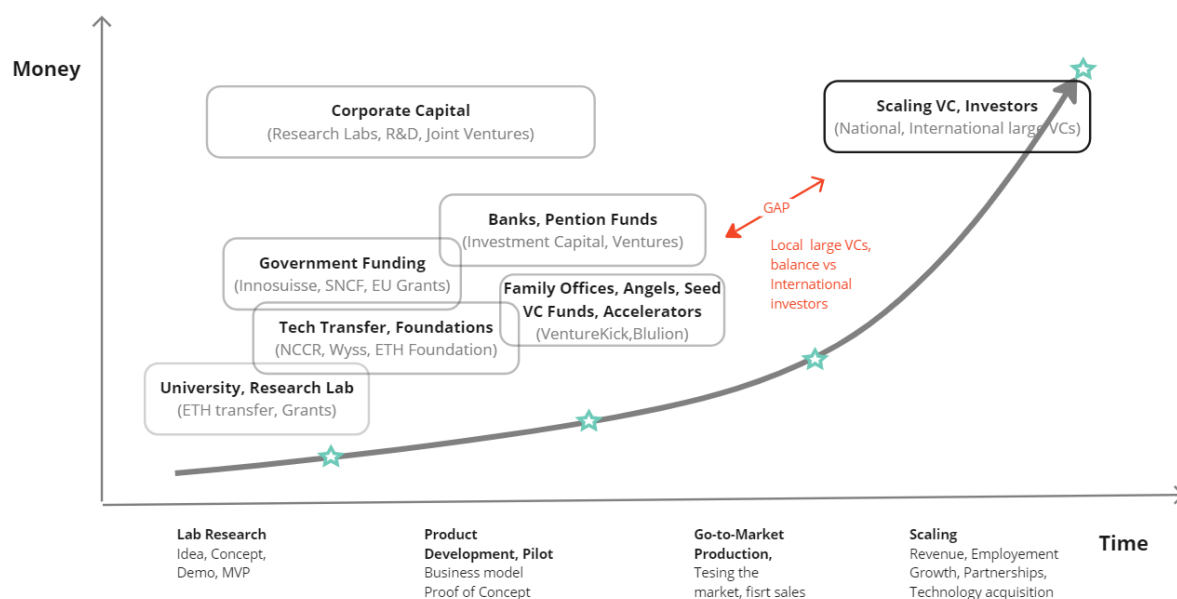 Money
Corporate Capital
(Research Labs, R&D, Joint Ventures)
Scaling VC, Investors
(National, International large VCs)
Banks, Pention Funds
(Investment Capital, Ventures)
GAP
Local large VCs,
balance vs
International
investors
Government Funding
(Innosuisse, SNCF, EU Grants)
Family Offices, Angels, Seed
VC Funds, Accelerators
(VentureKick,Blulion)
Tech Transfer, Foundations
(NCCR, Wyss, ETH Foundation)
University, Research Lab
(ETH transfer, Grants)
Lab Research
Idea, Concept,
Demo, MVP
Product
Development, Pilot
Business model
Proof of Concept
Go-to-Market
Production,
Tesing the
market, fisrt sales
Scaling
Revenue, Employement
Growth, Partnerships,
Technology acquisition
Time